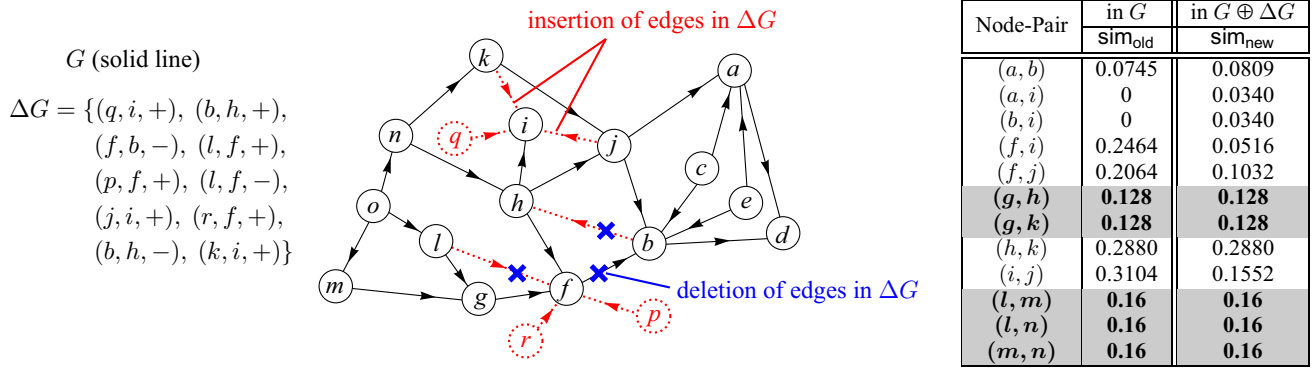 G (solid line)
ΔG = {(q, i, +), (b, h, +),
(f, b, −), (l, f, +),
(p, f, +), (l, f, −),
(j, i, +), (r, f, +),
(b, h, −), (k, i, +)}
insertion of edges in ΔG
k
a
q
i
n
j
c
h
e
o
l
b
d
m
g
f
deletion of edges in ΔG
p
r
Node-Pair in G in G ⊕ ΔG
sim_old sim_new
(a, b) 0.0745 0.0809
(a, i) 0 0.0340
(b, i) 0 0.0340
(f, i) 0.2464 0.0516
(f, j) 0.2064 0.1032
(g, h) 0.128 0.128
(g, k) 0.128 0.128
(h, k) 0.2880 0.2880
(i, j) 0.3104 0.1552
(l, m) 0.16 0.16
(l, n) 0.16 0.16
(m, n) 0.16 0.16